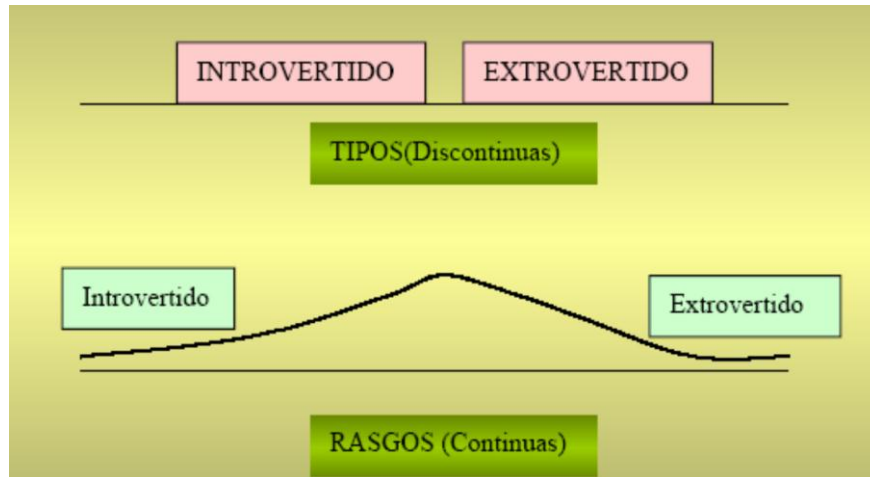 INTROVERTIDO EXTROVERTIDO
TIPOS(Discontinuas)
Introvertido
Extrovertido
RASGOS (Continuas)